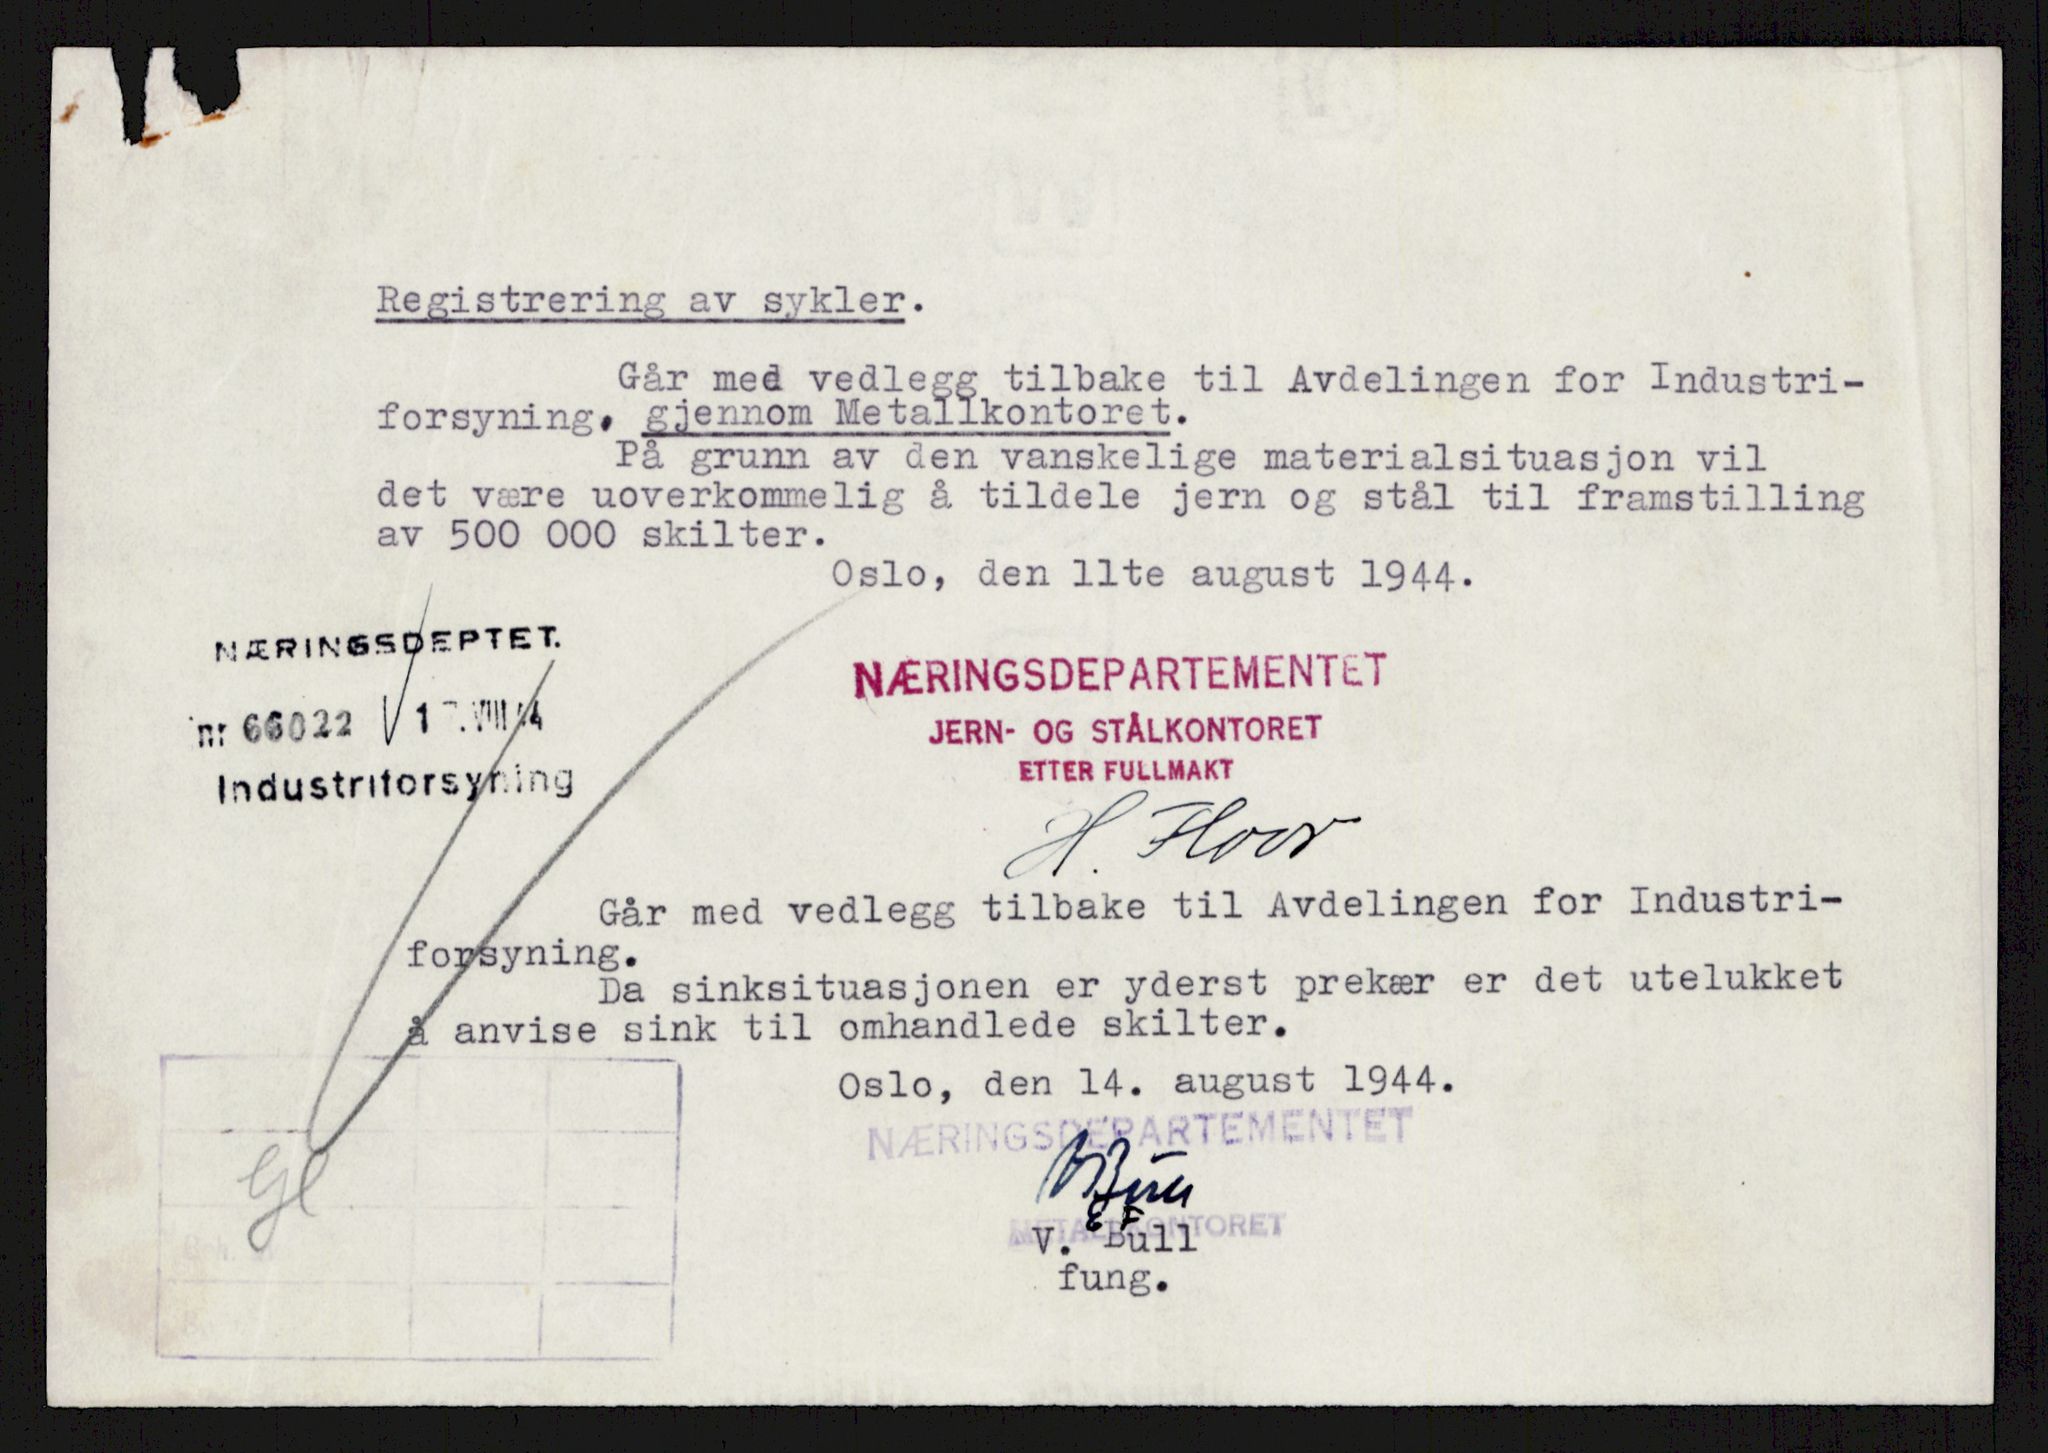 Registrering av sykler.
Går med vedlegg tilbake til Avdelingen for Industri-
forsyning. gjennom Metallkontoret.
På grunn av den vanskelige materialsituasjon vil
det være uoverkommelig å tildele jern og stål til framstilling
av 500 000 skilter.
Oslo, den 11te august 1944.
NÆRINGSDEPTET.
nr 66022 17.VIII 44
Industriforsyning
NÆRINGSDEPARTEMENTET
JERN- OG STÅLKONTORET
ETTER FULLMAKT
H. Floor
Går med vedlegg tilbake til Avdelingen for Industri-
forsyning.
Da sinksituasjonen er yderst prekær er det utelukket
å anvise sink til omhandlede skilter.
Oslo, den 14. august 1944.
NÆRINGSDEPARTEMENTET
METALLKONTORET
V. Bull
fung.